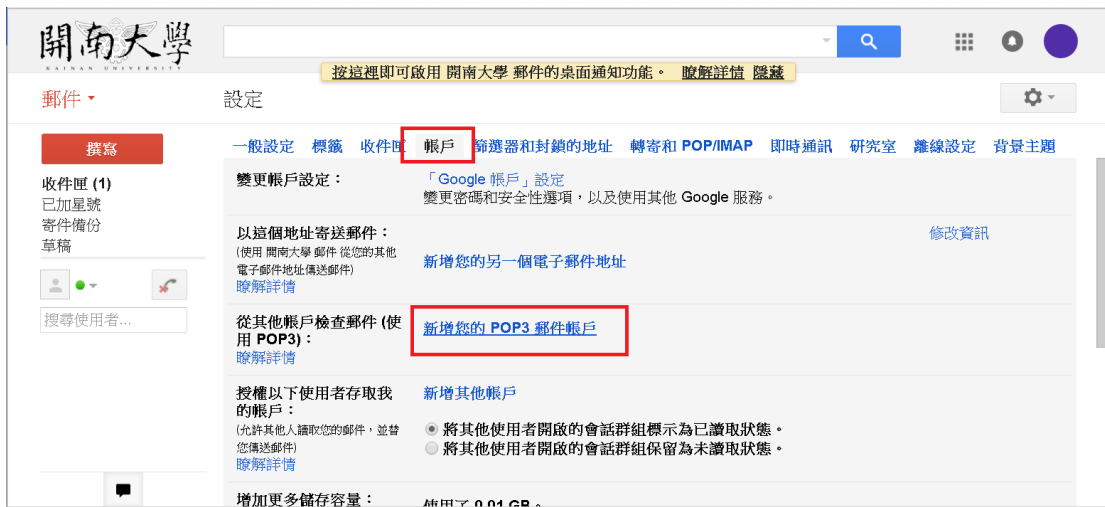 開南大學
KAINAN UNIVERSITY
按這裡即可啟用 開南大學 郵件的桌面通知功能。 瞭解詳情 隱藏
郵件
設定
撰寫
收件匣 (1)
已加星號
寄件備份
草稿
搜尋使用者...
一般設定 標籤 收件匣 帳戶 篩選器和封鎖的地址 轉寄和 POP/IMAP 即時通訊 研究室 離線設定 背景主題
變更帳戶設定：
「Google 帳戶」設定
變更密碼和安全性選項，以及使用其他 Google 服務。
以這個地址寄送郵件：
(使用 開南大學 郵件 從您的其他
電子郵件地址傳送郵件)
瞭解詳情
新增您的另一個電子郵件地址
修改資訊
從其他帳戶檢查郵件 (使
用 POP3)：
瞭解詳情
新增您的 POP3 郵件帳戶
授權以下使用者存取我
的帳戶：
(允許其他人讀取您的郵件，並替
您傳送郵件)
瞭解詳情
新增其他帳戶
將其他使用者開啟的會話群組標示為已讀取狀態。
將其他使用者開啟的會話群組保留為未讀取狀態。
增加更多儲存容量：
使用了 0.01 GB。